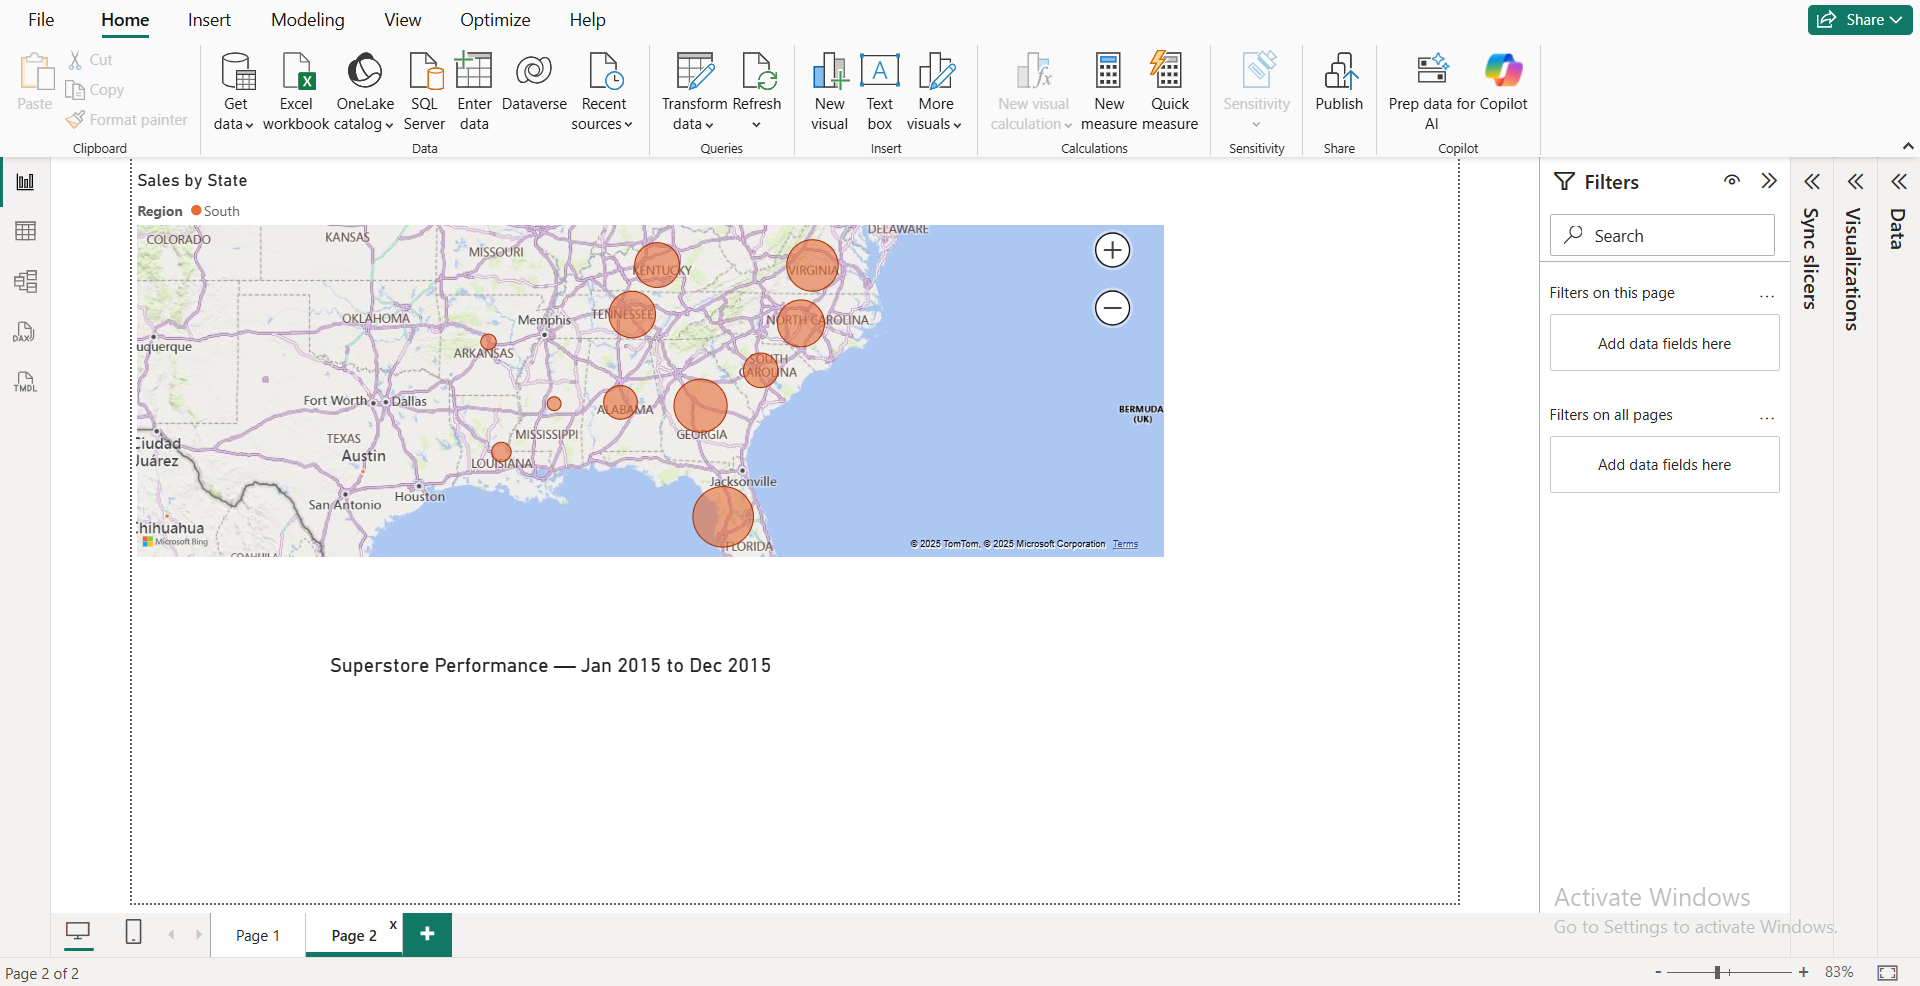 File Home Insert Modeling View Optimize Help Share
Paste Cut Copy Format painter
Clipboard
Get data Excel workbook OneLake catalog SQL Server Enter data Dataverse Recent sources
Data
Transform data Refresh
Queries
New visual Text box More visuals
Insert
New visual calculation New measure Quick measure
Calculations
Sensitivity
Sensitivity
Publish
Share
Prep data for AI Copilot
Copilot
Sales by State
Region South
COLORADO
KANSAS
MISSOURI
KENTUCKY
VIRGINIA
DELAWARE
OKLAHOMA
Memphis
TENNESSEE
NORTH CAROLINA
uquerque
ARKANSAS
SOUTH CAROLINA
Fort Worth
Dallas
ALABAMA
BERMUDA (UK)
Ciudad Juárez
TEXAS
Austin
MISSISSIPPI
GEORGIA
LOUISIANA
San Antonio
Houston
Jacksonville
hihuahua
Microsoft Bing
COAHUILA
FLORIDA
© 2025 TomTom, © 2025 Microsoft Corporation Terms
Superstore Performance — Jan 2015 to Dec 2015
DAX
TMDL
Filters
Search
Filters on this page ...
Add data fields here
Filters on all pages ...
Add data fields here
Sync slicers
Visualizations
Data
Activate Windows
Go to Settings to activate Windows.
Page 1
Page 2 x
+
Page 2 of 2
- + 83%